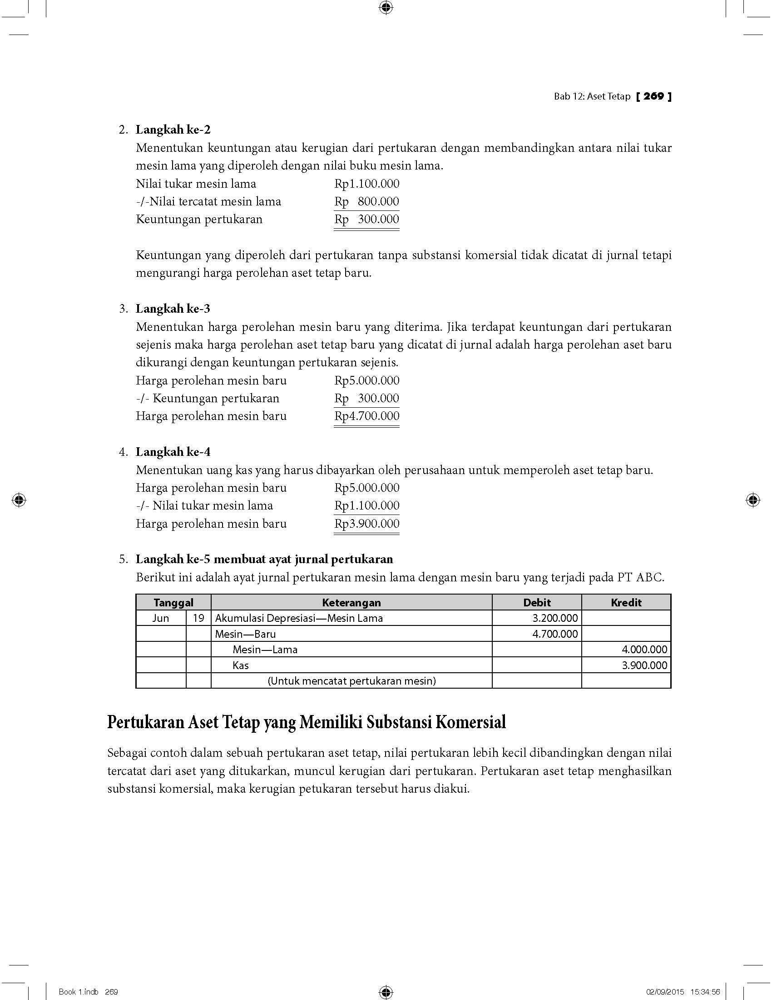 Bab 12: Aset Tetap [ 269 ]
2. Langkah ke-2
Menentukan keuntungan atau kerugian dari pertukaran dengan membandingkan antara nilai tukar
mesin lama yang diperoleh dengan nilai buku mesin lama.
Nilai tukar mesin lama Rp1.100.000
-/-Nilai tercatat mesin lama Rp 800.000
Keuntungan pertukaran Rp 300.000
Keuntungan yang diperoleh dari pertukaran tanpa substansi komersial tidak dicatat di jurnal tetapi
mengurangi harga perolehan aset tetap baru.
3. Langkah ke-3
Menentukan harga perolehan mesin baru yang diterima. Jika terdapat keuntungan dari pertukaran
sejenis maka harga perolehan aset tetap baru yang dicatat di jurnal adalah harga perolehan aset baru
dikurangi dengan keuntungan pertukaran sejenis.
Harga perolehan mesin baru Rp5.000.000
-/- Keuntungan pertukaran Rp 300.000
Harga perolehan mesin baru Rp4.700.000
4. Langkah ke-4
Menentukan uang kas yang harus dibayarkan oleh perusahaan untuk memperoleh aset tetap baru.
Harga perolehan mesin baru Rp5.000.000
-/- Nilai tukar mesin lama Rp1.100.000
Harga perolehan mesin baru Rp3.900.000
5. Langkah ke-5 membuat ayat jurnal pertukaran
Berikut ini adalah ayat jurnal pertukaran mesin lama dengan mesin baru yang terjadi pada PT ABC.
Tanggal Keterangan Debit Kredit
Jun 19 Akumulasi Depresiasi—Mesin Lama 3.200.000
Mesin—Baru 4.700.000
Mesin—Lama 4.000.000
Kas 3.900.000
(Untuk mencatat pertukaran mesin)
Pertukaran Aset Tetap yang Memiliki Substansi Komersial
Sebagai contoh dalam sebuah pertukaran aset tetap, nilai pertukaran lebih kecil dibandingkan dengan nilai
tercatat dari aset yang ditukarkan, muncul kerugian dari pertukaran. Pertukaran aset tetap menghasilkan
substansi komersial, maka kerugian petukaran tersebut harus diakui.
Book 1.indb 269 02/09/2015 15:34:56